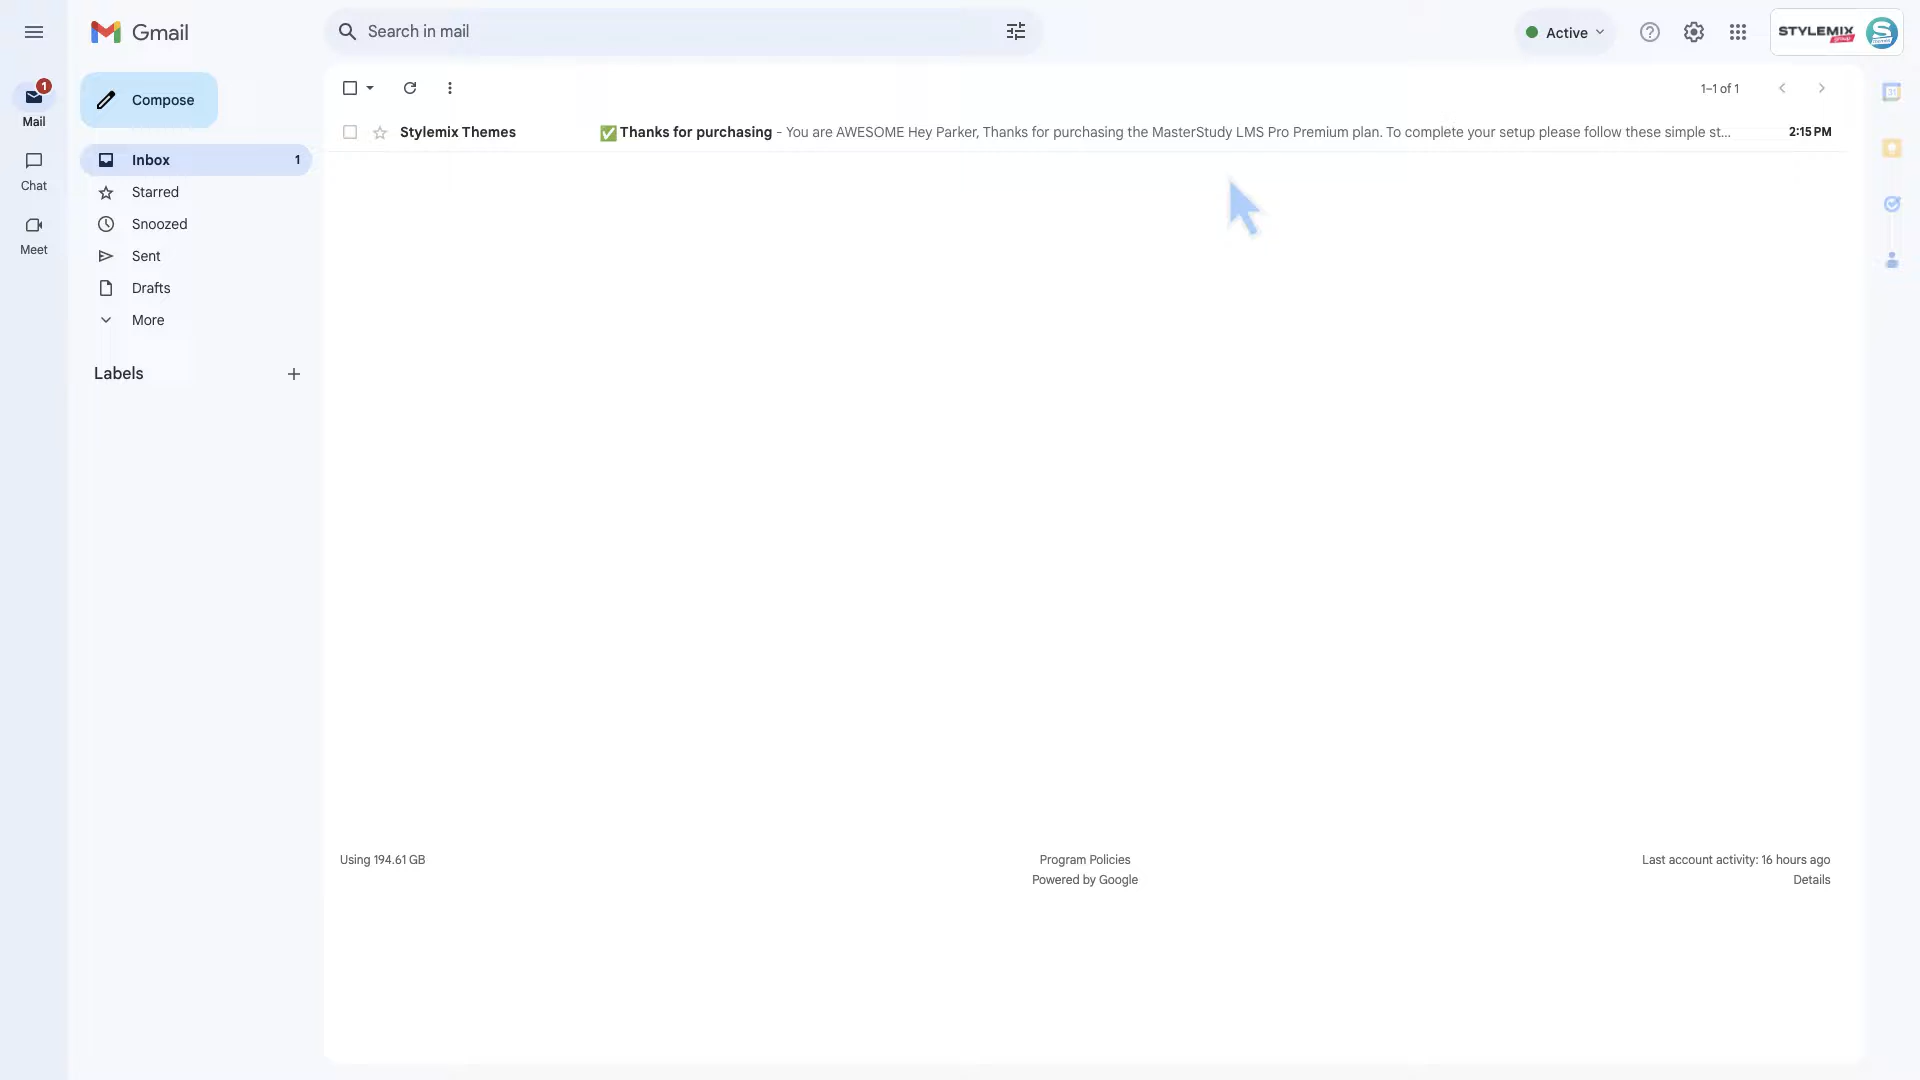 Gmail
Search in mail
Active
STYLEMIX
group
1
Mail
Chat
Meet
Compose
Inbox 1
Starred
Snoozed
Sent
Drafts
More
Labels
1–1 of 1
Stylemix Themes ✅Thanks for purchasing - You are AWESOME Hey Parker, Thanks for purchasing the MasterStudy LMS Pro Premium plan. To complete your setup please follow these simple st... 2:15 PM
31
Using 194.61 GB
Program Policies
Powered by Google
Last account activity: 16 hours ago
Details